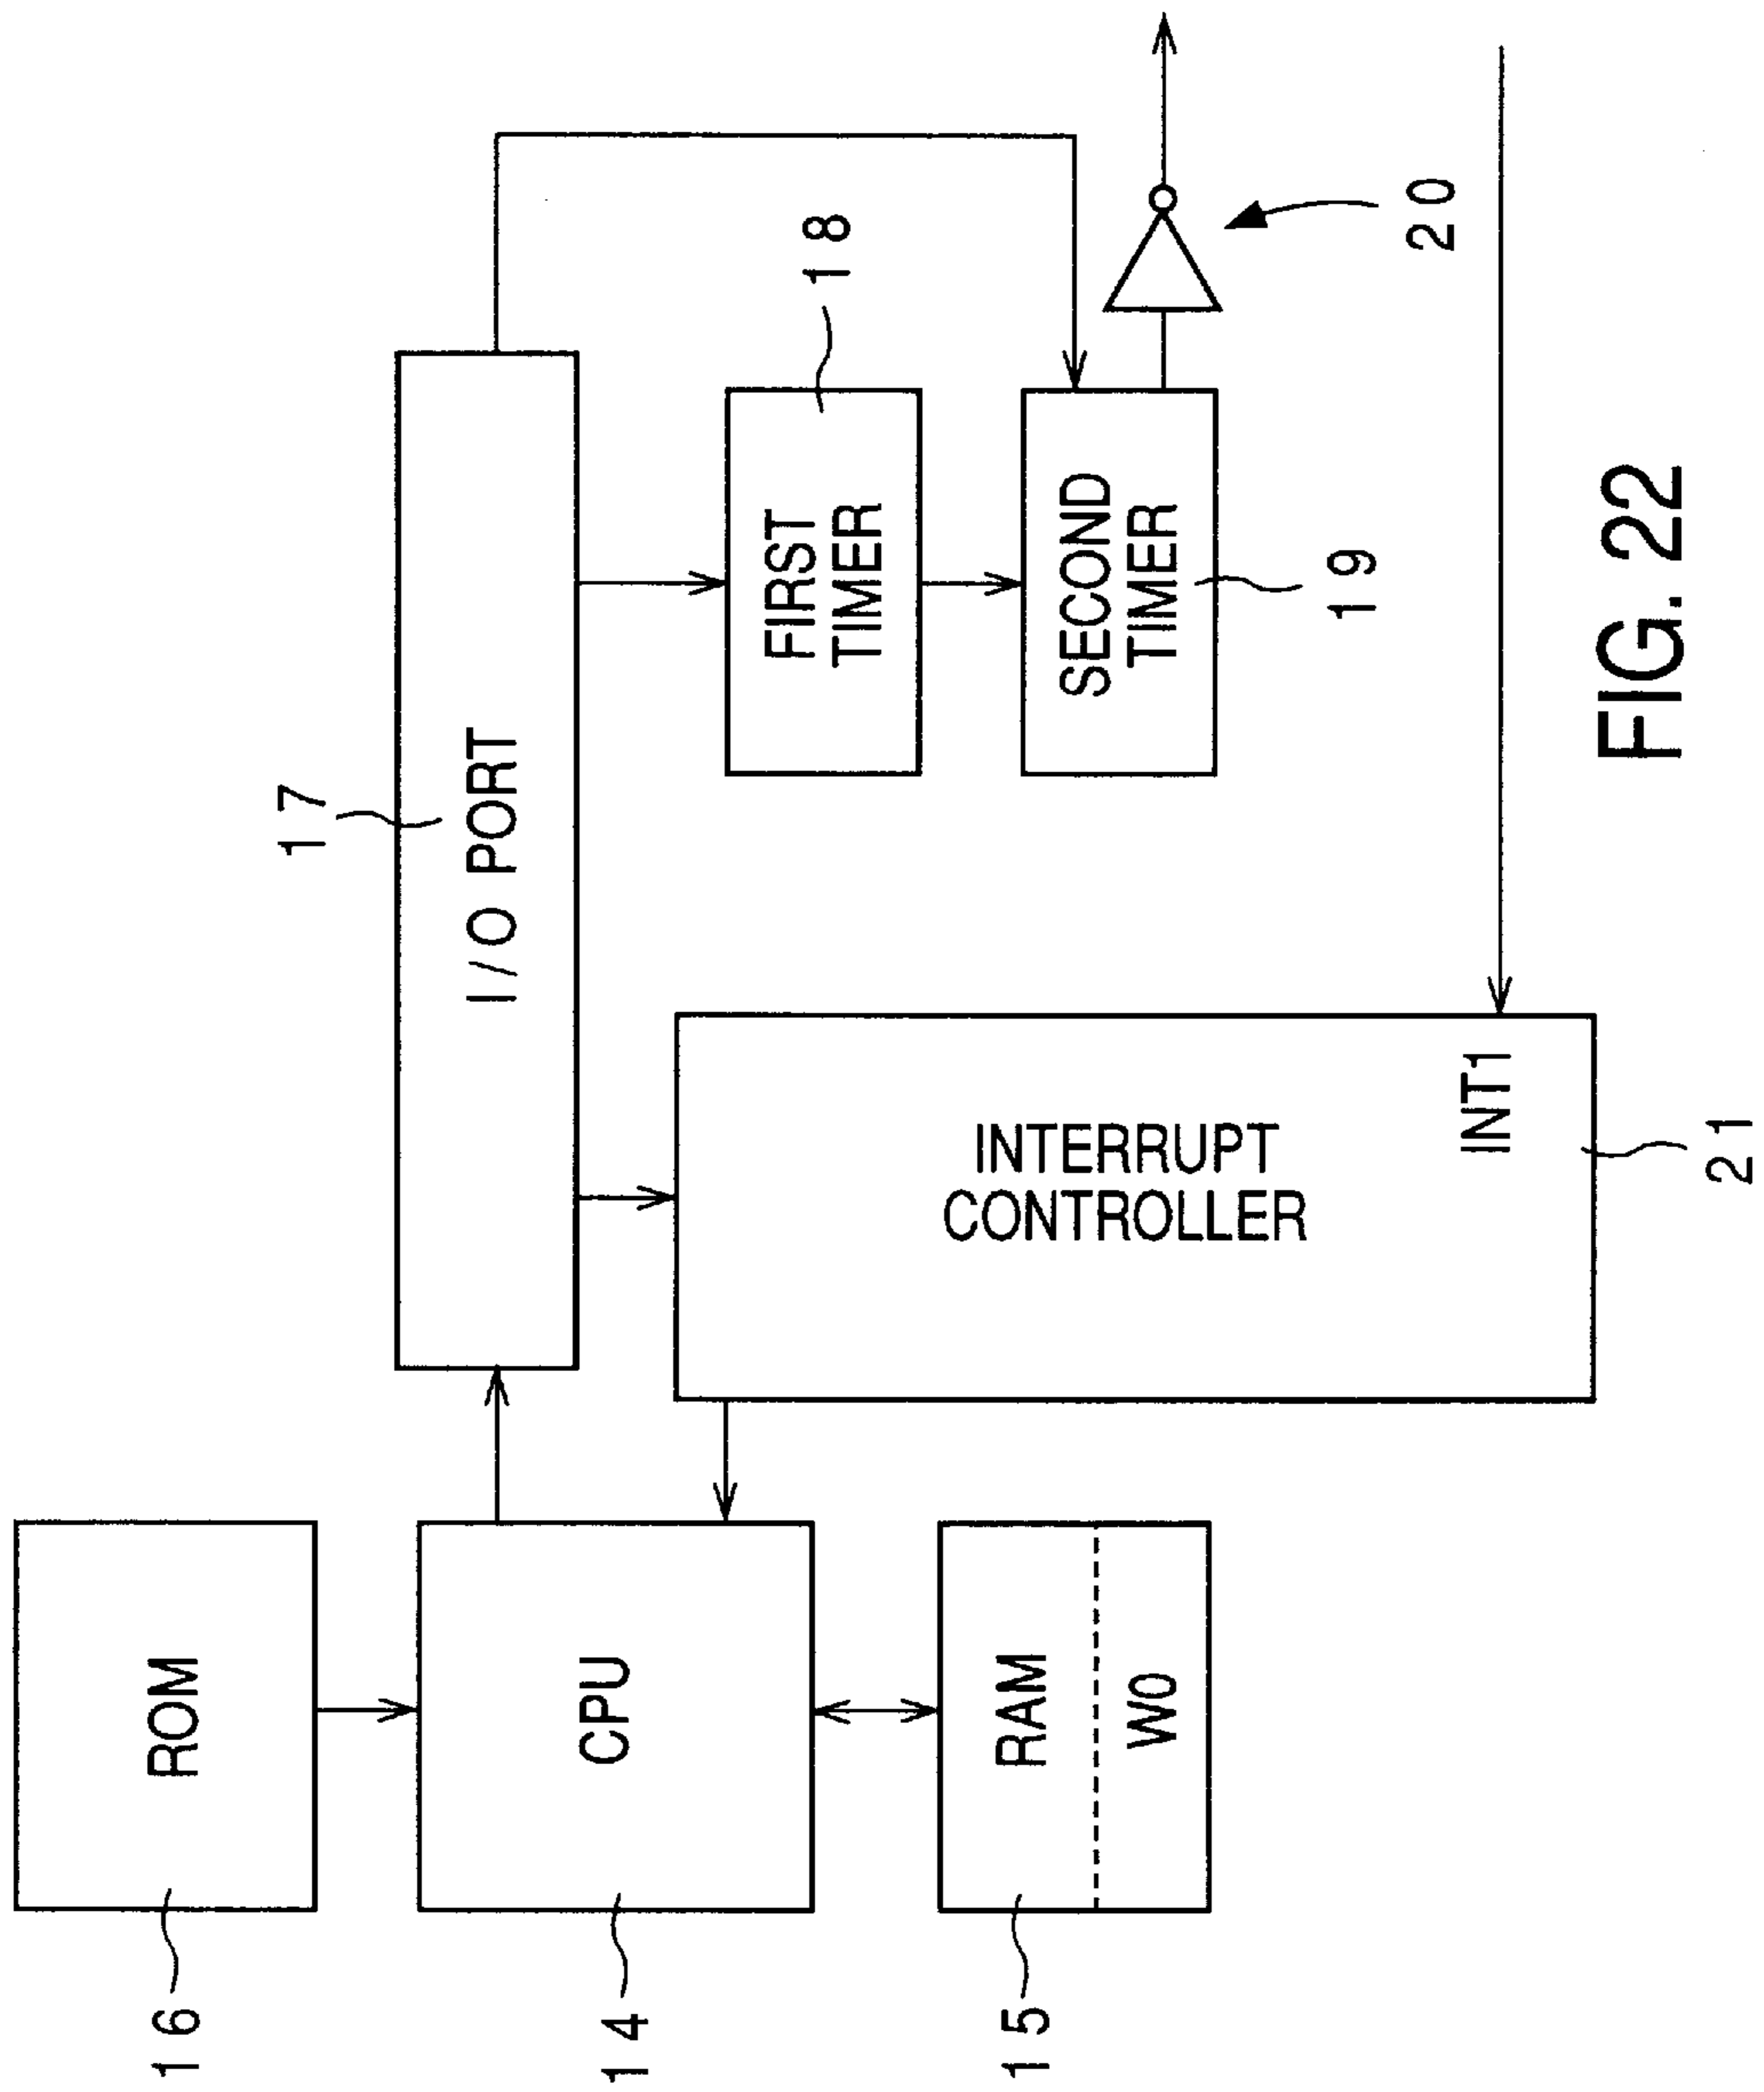 16
ROM
14
CPU
15
RAM
W0
17
I/O PORT
INTERRUPT
CONTROLLER
INT1
21
FIRST
TIMER
18
SECOND
TIMER
19
20
FIG. 22